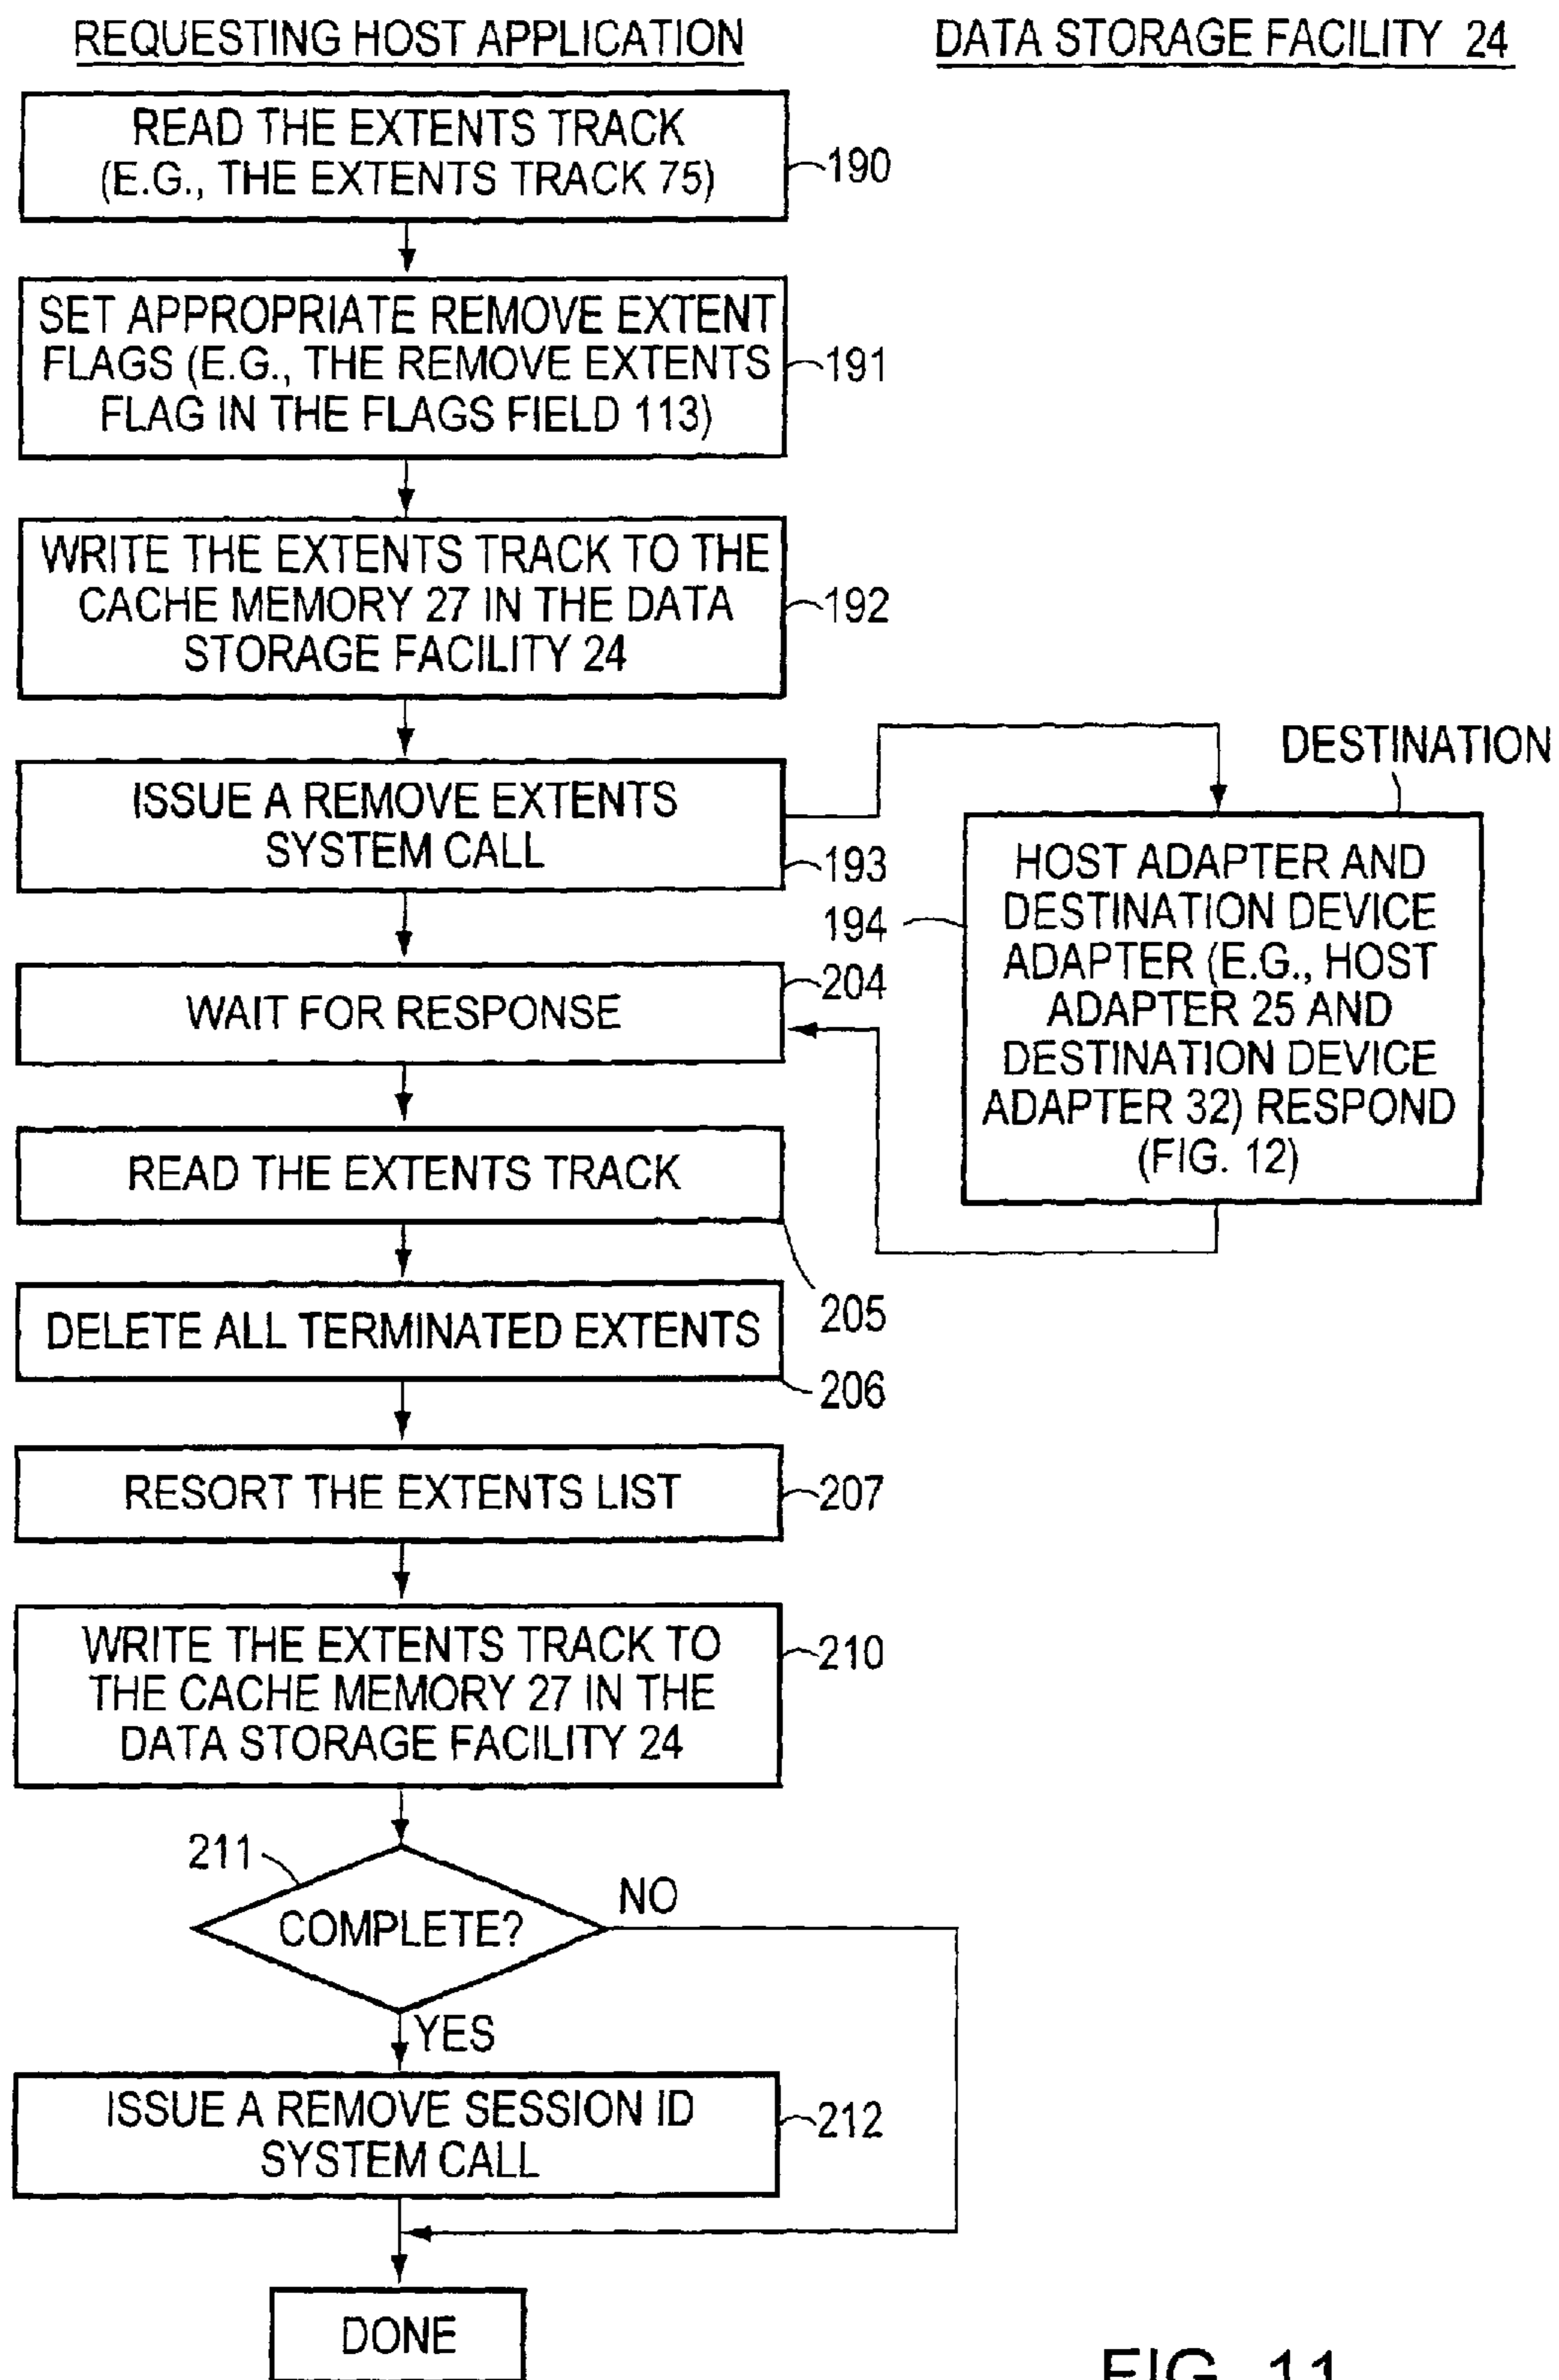 REQUESTING HOST APPLICATION
DATA STORAGE FACILITY 24
READ THE EXTENTS TRACK
(E.G., THE EXTENTS TRACK 75)
190
SET APPROPRIATE REMOVE EXTENT
FLAGS (E.G., THE REMOVE EXTENTS
FLAG IN THE FLAGS FIELD 113)
191
WRITE THE EXTENTS TRACK TO THE
CACHE MEMORY 27 IN THE DATA
STORAGE FACILITY 24
192
ISSUE A REMOVE EXTENTS
SYSTEM CALL
193
DESTINATION
194
HOST ADAPTER AND
DESTINATION DEVICE
ADAPTER (E.G., HOST
ADAPTER 25 AND
DESTINATION DEVICE
ADAPTER 32) RESPOND
(FIG. 12)
WAIT FOR RESPONSE
204
READ THE EXTENTS TRACK
205
DELETE ALL TERMINATED EXTENTS
206
RESORT THE EXTENTS LIST
207
WRITE THE EXTENTS TRACK TO
THE CACHE MEMORY 27 IN THE
DATA STORAGE FACILITY 24
210
211
COMPLETE?
NO
YES
ISSUE A REMOVE SESSION ID
SYSTEM CALL
212
DONE
FIG. 11